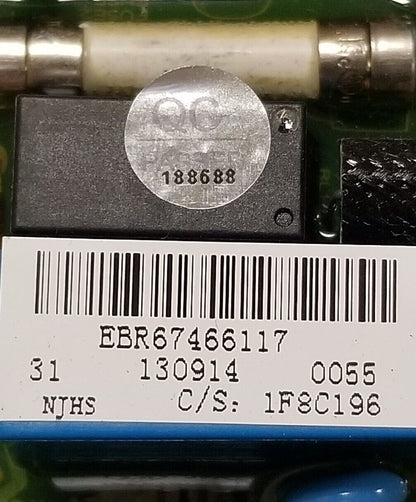 QC
PASSED
188688
EBR67466117
31 130914 0055
NJHS C/S: 1F8C196